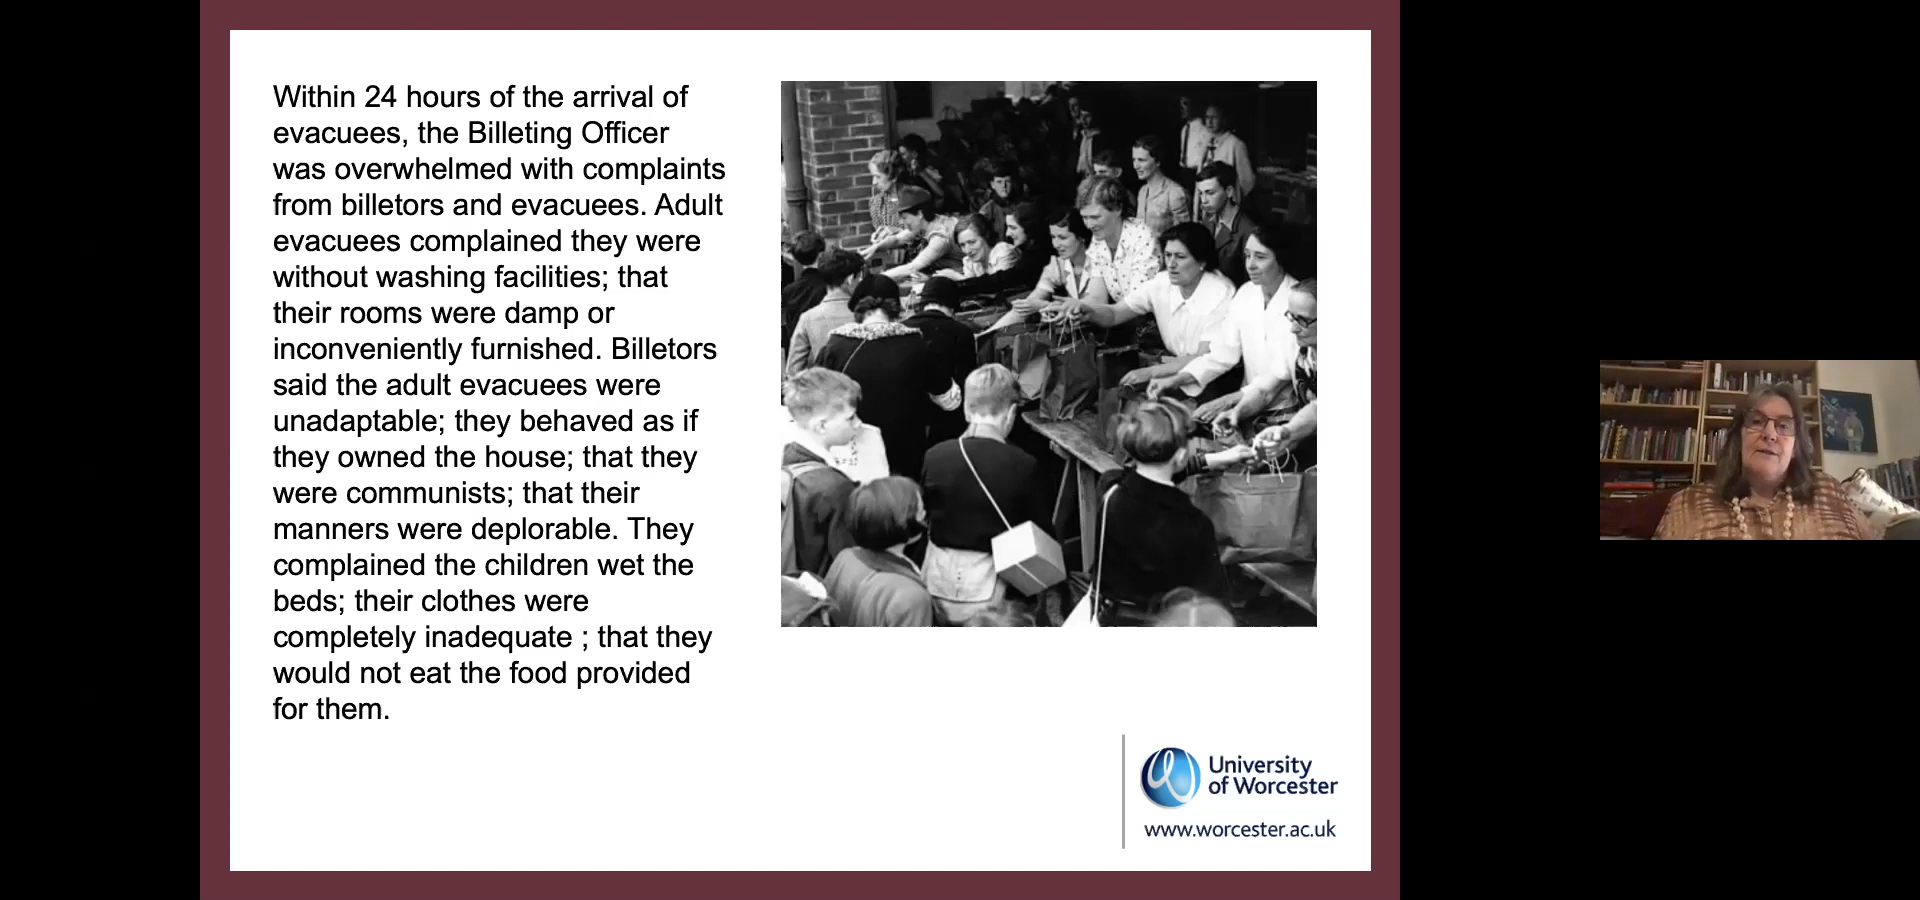 Within 24 hours of the arrival of
evacuees, the Billeting Officer
was overwhelmed with complaints
from billetors and evacuees. Adult
evacuees complained they were
without washing facilities; that
their rooms were damp or
inconveniently furnished. Billetors
said the adult evacuees were
unadaptable; they behaved as if
they owned the house; that they
were communists; that their
manners were deplorable. They
complained the children wet the
beds; their clothes were
completely inadequate ; that they
would not eat the food provided
for them.
University
of Worcester
www.worcester.ac.uk